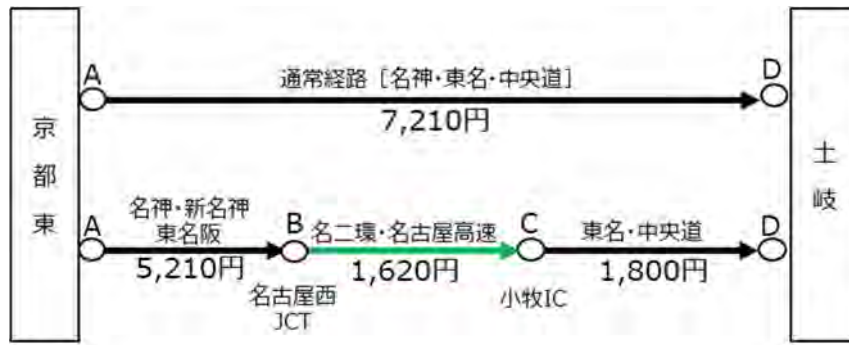 京都東
A
通常経路［名神・東名・中央道］
7,210円
D
土岐
A
名神・新名神
東名阪
5,210円
B
名古屋西
JCT
名二環・名古屋高速
1,620円
C
小牧IC
東名・中央道
1,800円
D